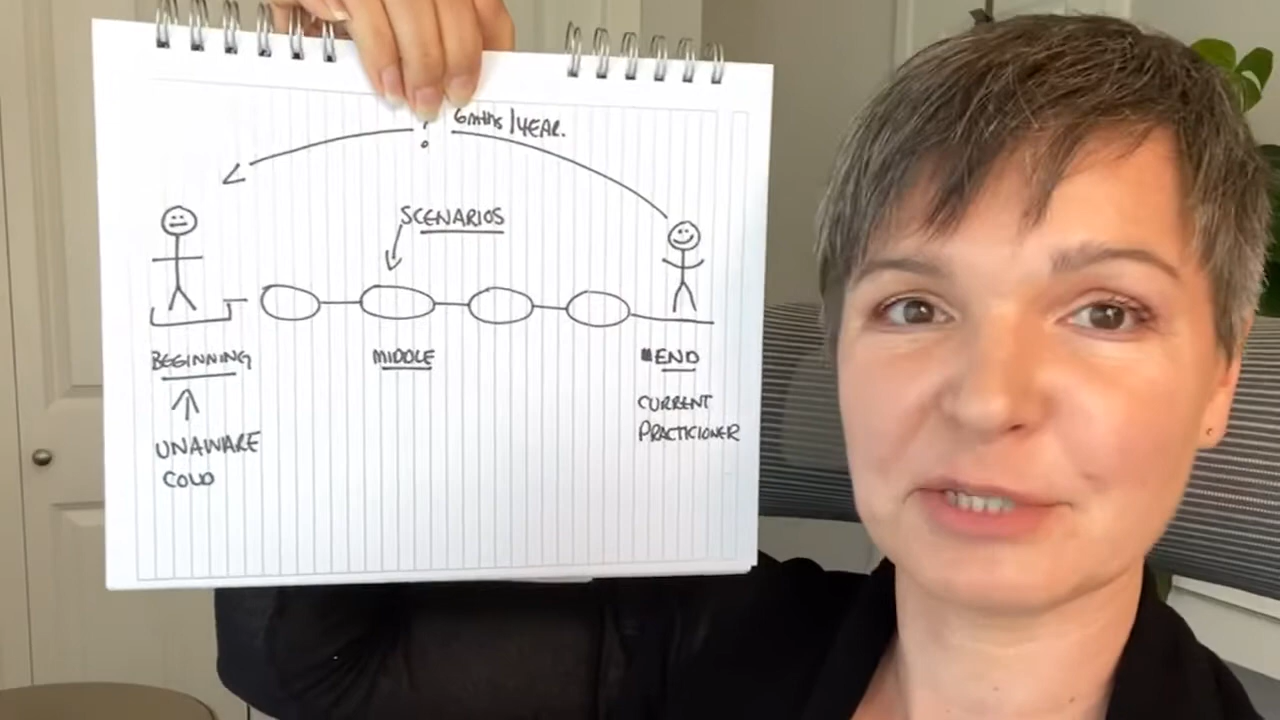 ? 6mths/YEAR.
SCENARIOS
BEGINNING
MIDDLE
END
UNAWARE
COLD
CURRENT
PRACTICIONER